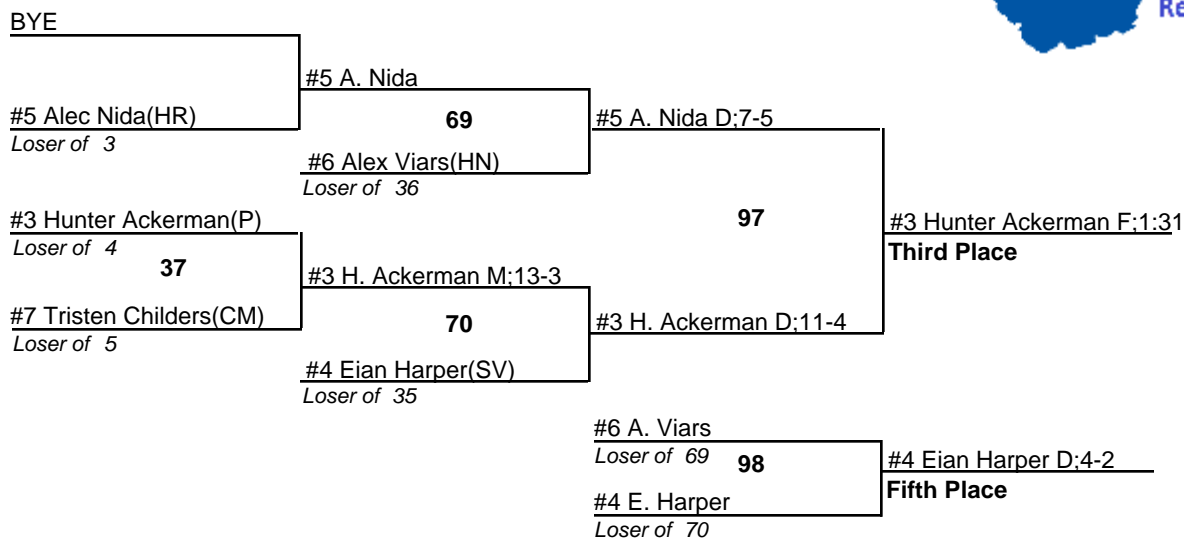 Re
BYE
#5 A. Nida
#5 Alec Nida(HR)
Loser of 3
69
#5 A. Nida D;7-5
#6 Alex Viars(HN)
Loser of 36
#3 Hunter Ackerman(P)
Loser of 4
97
#3 Hunter Ackerman F;1:31
Third Place
37
#3 H. Ackerman M;13-3
#7 Tristen Childers(CM)
Loser of 5
70
#3 H. Ackerman D;11-4
#4 Eian Harper(SV)
Loser of 35
#6 A. Viars
Loser of 69
98
#4 Eian Harper D;4-2
Fifth Place
#4 E. Harper
Loser of 70